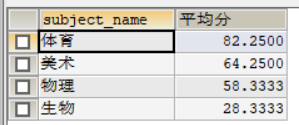 subject_name 平均分
体育 82.2500
美术 64.2500
物理 58.3333
生物 28.3333